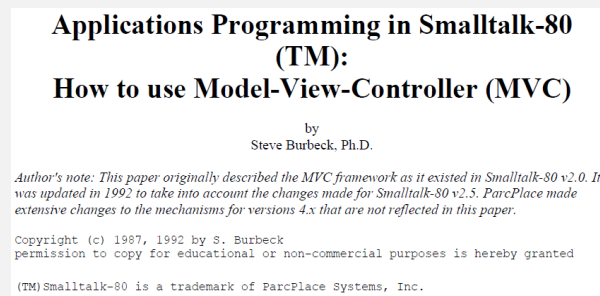 Applications Programming in Smalltalk-80
(TM):
How to use Model-View-Controller (MVC)
by
Steve Burbeck, Ph.D.
Author's note: This paper originally described the MVC framework as it existed in Smalltalk-80 v2.0. It
was updated in 1992 to take into account the changes made for Smalltalk-80 v2.5. ParcPlace made
extensive changes to the mechanisms for versions 4.x that are not reflected in this paper.
Copyright (c) 1987, 1992 by S. Burbeck
permission to copy for educational or non-commercial purposes is hereby granted
(TM)Smalltalk-80 is a trademark of ParcPlace Systems, Inc.